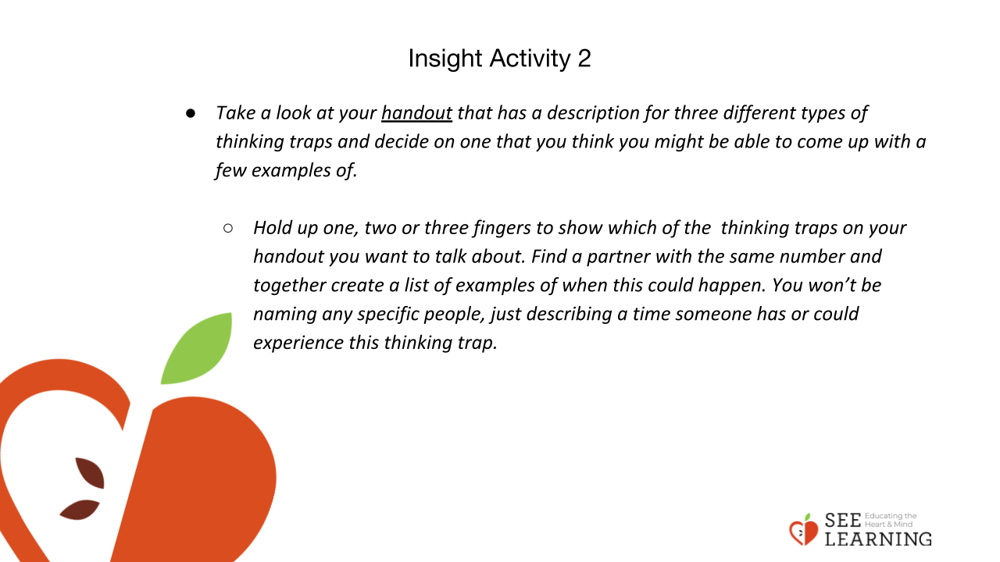 Insight Activity 2
● Take a look at your handout that has a description for three different types of
thinking traps and decide on one that you think you might be able to come up with a
few examples of.
○ Hold up one, two or three fingers to show which of the  thinking traps on your
handout you want to talk about. Find a partner with the same number and
together create a list of examples of when this could happen. You won’t be
naming any specific people, just describing a time someone has or could
experience this thinking trap.
SEE Educating the
Heart & Mind
LEARNING